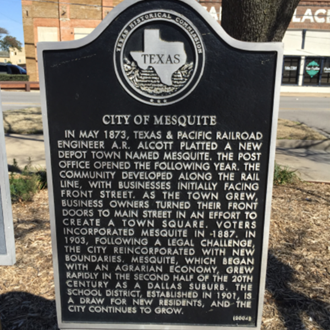 TEXAS HISTORICAL COMMISSION
TEXAS
CITY OF MESQUITE
IN MAY 1873, TEXAS & PACIFIC RAILROAD
ENGINEER A.R. ALCOTT PLATTED A NEW
DEPOT TOWN NAMED MESQUITE. THE POST
OFFICE OPENED THE FOLLOWING YEAR. THE
COMMUNITY DEVELOPED ALONG THE RAIL
LINE, WITH BUSINESSES INITIALLY FACING
FRONT STREET. AS THE TOWN GREW,
BUSINESS OWNERS TURNED THEIR FRONT
DOORS TO MAIN STREET IN AN EFFORT TO
CREATE A TOWN SQUARE. VOTERS
INCORPORATED MESQUITE IN 1887. IN
1903, FOLLOWING A LEGAL CHALLENGE,
THE CITY REINCORPORATED WITH NEW
BOUNDARIES. MESQUITE, WHICH BEGAN
WITH AN AGRARIAN ECONOMY, GREW
RAPIDLY IN THE SECOND HALF OF THE 20TH
CENTURY AS A DALLAS SUBURB. THE
SCHOOL DISTRICT, ESTABLISHED IN 1901, IS
A DRAW FOR NEW RESIDENTS, AND THE
CITY CONTINUES TO GROW.
LAC